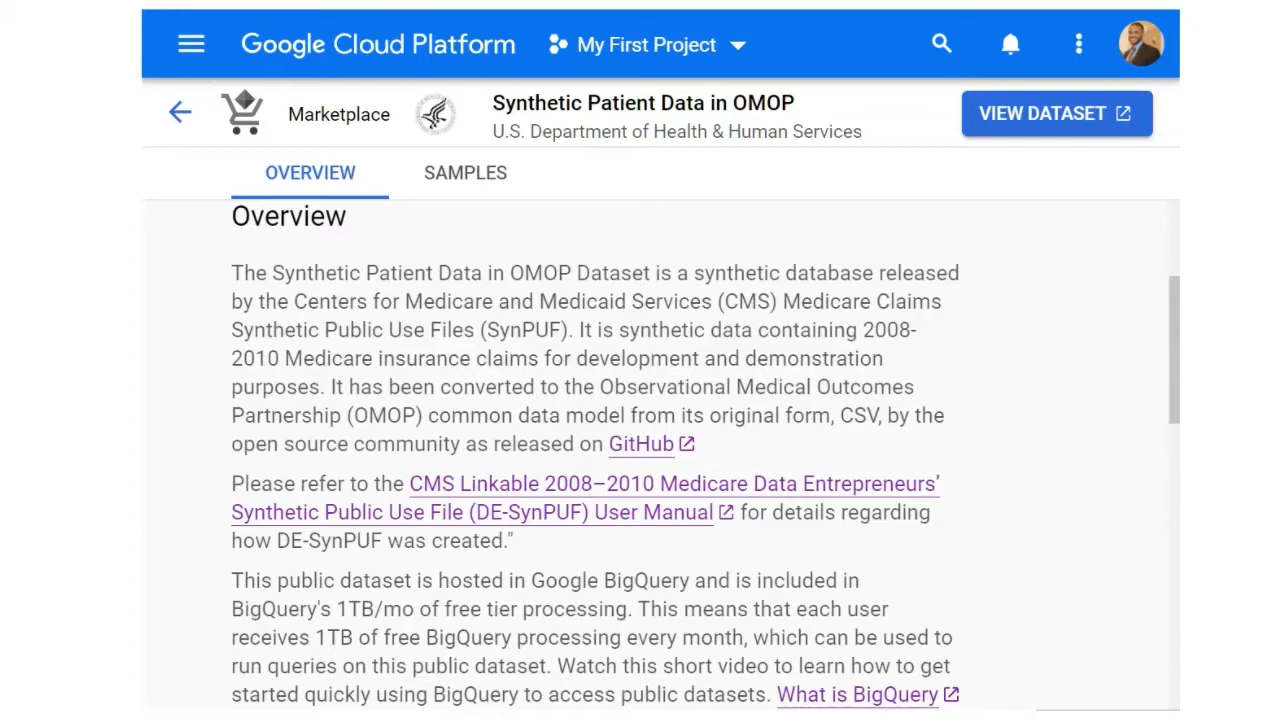 Google Cloud Platform My First Project
Marketplace
Synthetic Patient Data in OMOP
U.S. Department of Health & Human Services
VIEW DATASET
OVERVIEW SAMPLES
Overview
The Synthetic Patient Data in OMOP Dataset is a synthetic database released
by the Centers for Medicare and Medicaid Services (CMS) Medicare Claims
Synthetic Public Use Files (SynPUF). It is synthetic data containing 2008-
2010 Medicare insurance claims for development and demonstration
purposes. It has been converted to the Observational Medical Outcomes
Partnership (OMOP) common data model from its original form, CSV, by the
open source community as released on GitHub
Please refer to the CMS Linkable 2008–2010 Medicare Data Entrepreneurs’
Synthetic Public Use File (DE-SynPUF) User Manual for details regarding
how DE-SynPUF was created."
This public dataset is hosted in Google BigQuery and is included in
BigQuery's 1TB/mo of free tier processing. This means that each user
receives 1TB of free BigQuery processing every month, which can be used to
run queries on this public dataset. Watch this short video to learn how to get
started quickly using BigQuery to access public datasets. What is BigQuery